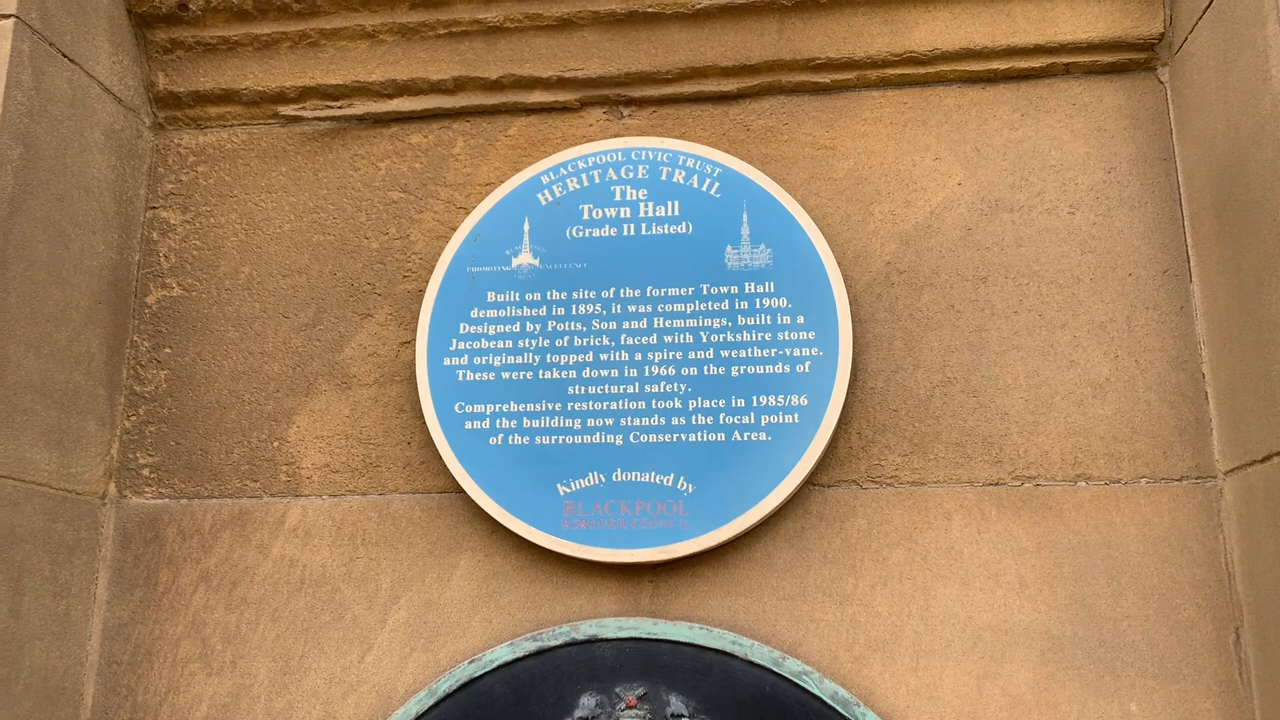 BLACKPOOL CIVIC TRUST
HERITAGE TRAIL
The
Town Hall
(Grade II Listed)
PROMOTING EXCELLENCE
Built on the site of the former Town Hall
demolished in 1895, it was completed in 1900.
Designed by Potts, Son and Hemmings, built in a
Jacobean style of brick, faced with Yorkshire stone
and originally topped with a spire and weather-vane.
These were taken down in 1966 on the grounds of
structural safety.
Comprehensive restoration took place in 1985/86
and the building now stands as the focal point
of the surrounding Conservation Area.
Kindly donated by
BLACKPOOL
BOROUGH COUNCIL